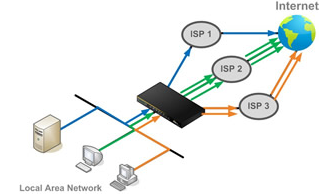 Internet
ISP 1
ISP 2
ISP 3
Local Area Network